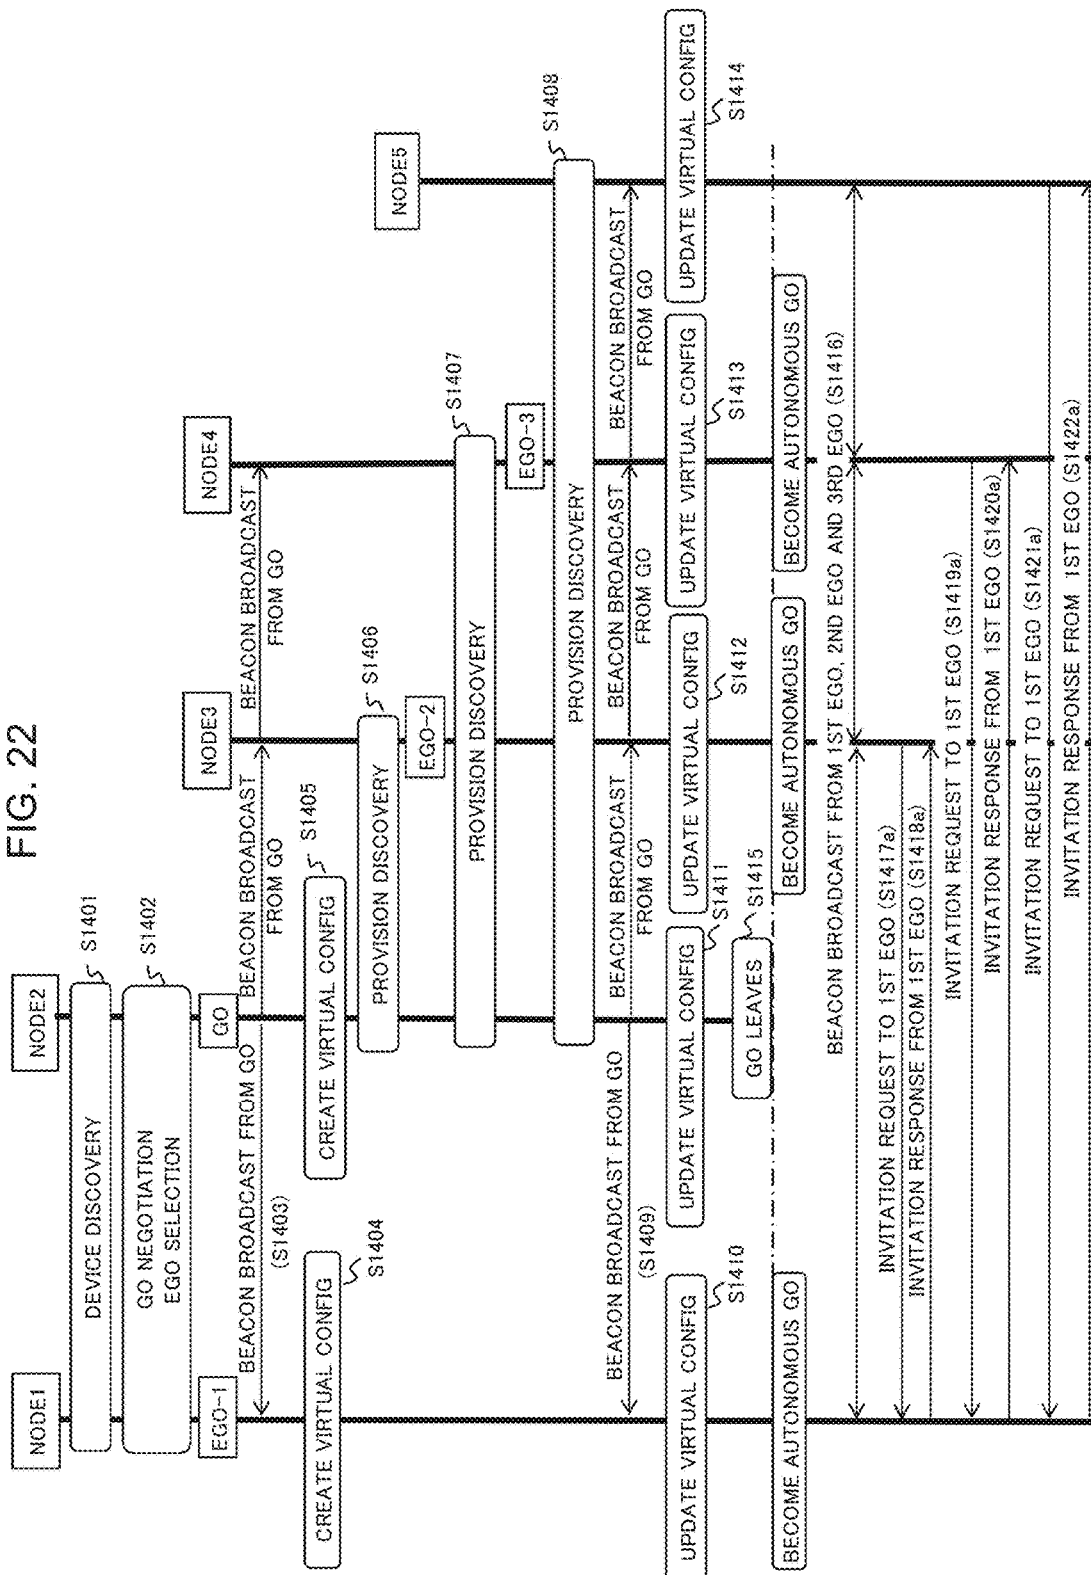 FIG. 22
NODE1
NODE2
DEVICE DISCOVERY
S1401
GO NEGOTIATION
EGO SELECTION
S1402
EGO-1
GO
NODE3
NODE4
BEACON BROADCAST FROM GO
(S1403)
BEACON BROADCAST
FROM GO
BEACON BROADCAST
FROM GO
CREATE VIRTUAL CONFIG
S1404
CREATE VIRTUAL CONFIG
S1405
PROVISION DISCOVERY
S1406
EGO-2
NODE5
PROVISION DISCOVERY
S1407
EGO-3
PROVISION DISCOVERY
S1408
BEACON BROADCAST FROM GO
(S1409)
BEACON BROADCAST
FROM GO
BEACON BROADCAST
FROM GO
BEACON BROADCAST
FROM GO
UPDATE VIRTUAL CONFIG
S1410
UPDATE VIRTUAL CONFIG
S1411
UPDATE VIRTUAL CONFIG
S1412
UPDATE VIRTUAL CONFIG
S1413
UPDATE VIRTUAL CONFIG
S1414
GO LEAVES
S1415
BECOME AUTONOMOUS GO
BECOME AUTONOMOUS GO
BECOME AUTONOMOUS GO
BEACON BROADCAST FROM 1ST EGO, 2ND EGO AND 3RD EGO (S1416)
INVITATION REQUEST TO 1ST EGO (S1417a)
INVITATION RESPONSE FROM 1ST EGO (S1418a)
INVITATION REQUEST TO 1ST EGO (S1419a)
INVITATION RESPONSE FROM 1ST EGO (S1420a)
INVITATION REQUEST TO 1ST EGO (S1421a)
INVITATION RESPONSE FROM 1ST EGO (S1422a)